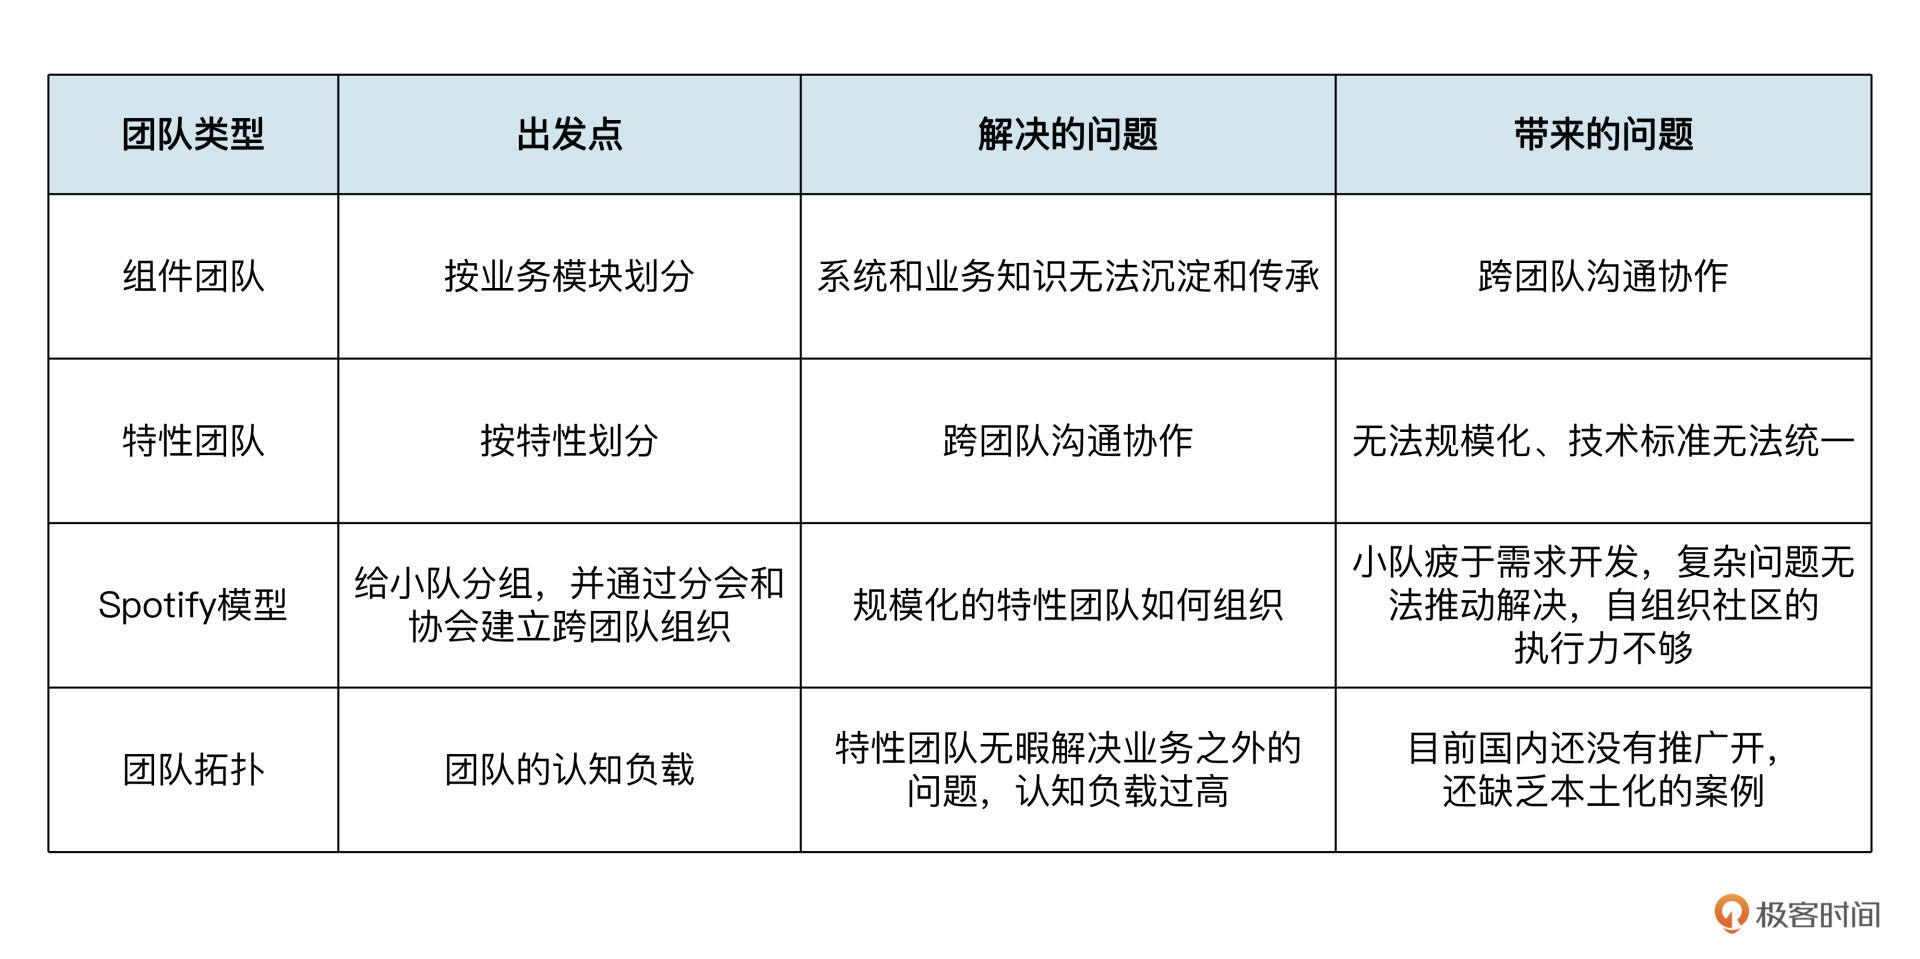 团队类型
出发点
解决的问题
带来的问题
组件团队
按业务模块划分
系统和业务知识无法沉淀和传承
跨团队沟通协作
特性团队
按特性划分
跨团队沟通协作
无法规模化、技术标准无法统一
Spotify模型
给小队分组，并通过分会和
协会建立跨团队组织
规模化的特性团队如何组织
小队疲于需求开发，复杂问题无
法推动解决，自组织社区的
执行力不够
团队拓扑
团队的认知负载
特性团队无暇解决业务之外的
问题，认知负载过高
目前国内还没有推广开，
还缺乏本土化的案例
极客时间